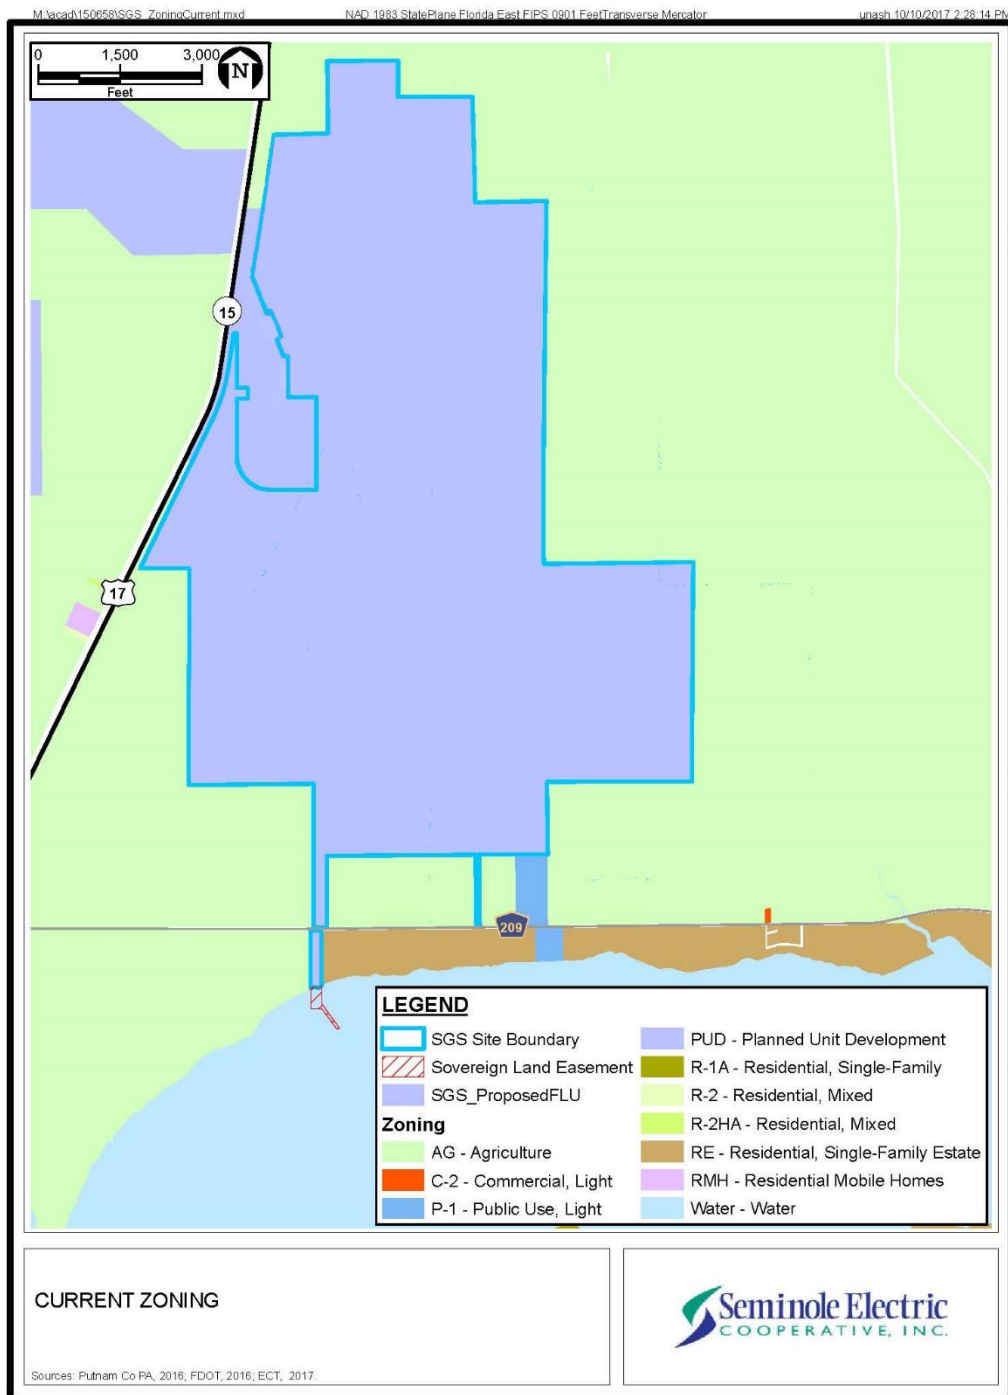 M:\acad\150658\SGS_ZoningCurrent.mxd NAD 1983 StatePlane Florida East FIPS 0901 FeetTransverse Mercator unash 10/10/2017 2:28:14 PM
0 1,500 3,000
Feet
N
15
17
209
LEGEND
SGS Site Boundary
Sovereign Land Easement
SGS_ProposedFLU
Zoning
AG - Agriculture
C-2 - Commercial, Light
P-1 - Public Use, Light
PUD - Planned Unit Development
R-1A - Residential, Single-Family
R-2 - Residential, Mixed
R-2HA - Residential, Mixed
RE - Residential, Single-Family Estate
RMH - Residential Mobile Homes
Water - Water
CURRENT ZONING
Sources: Putnam Co PA, 2016; FDOT, 2016; ECT, 2017.
Seminole Electric
COOPERATIVE, INC.